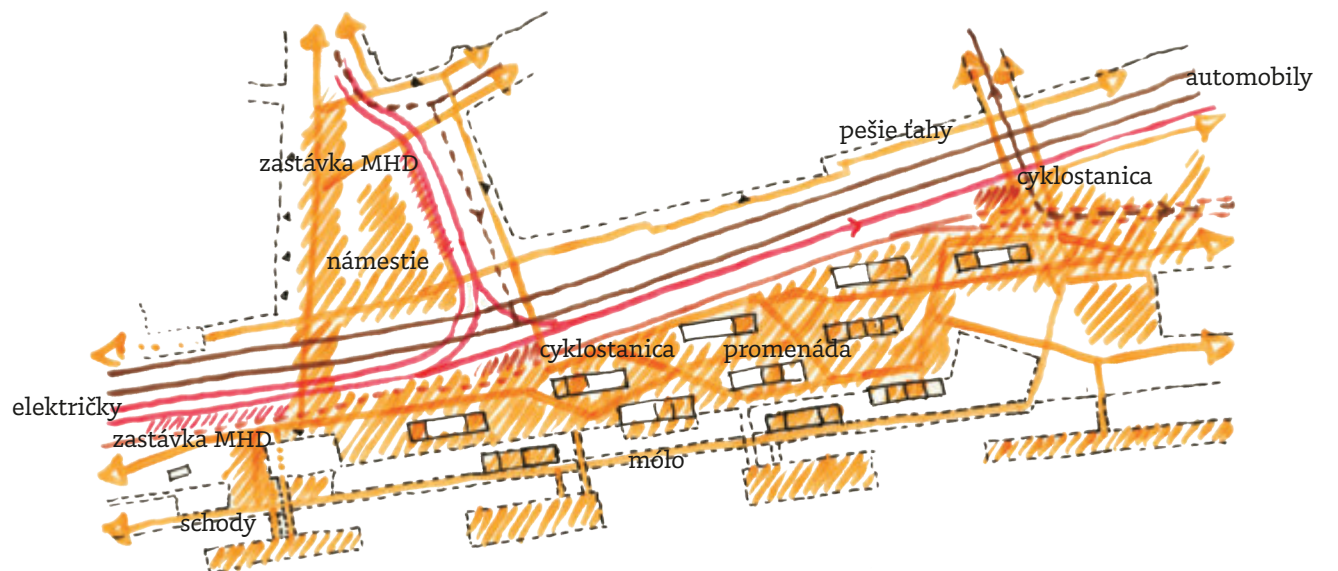 automobily
pešie ťahy
zastávka MHD
cyklostanica
námestie
cyklostanica
promenáda
električky
zastávka MHD
mólo
schody